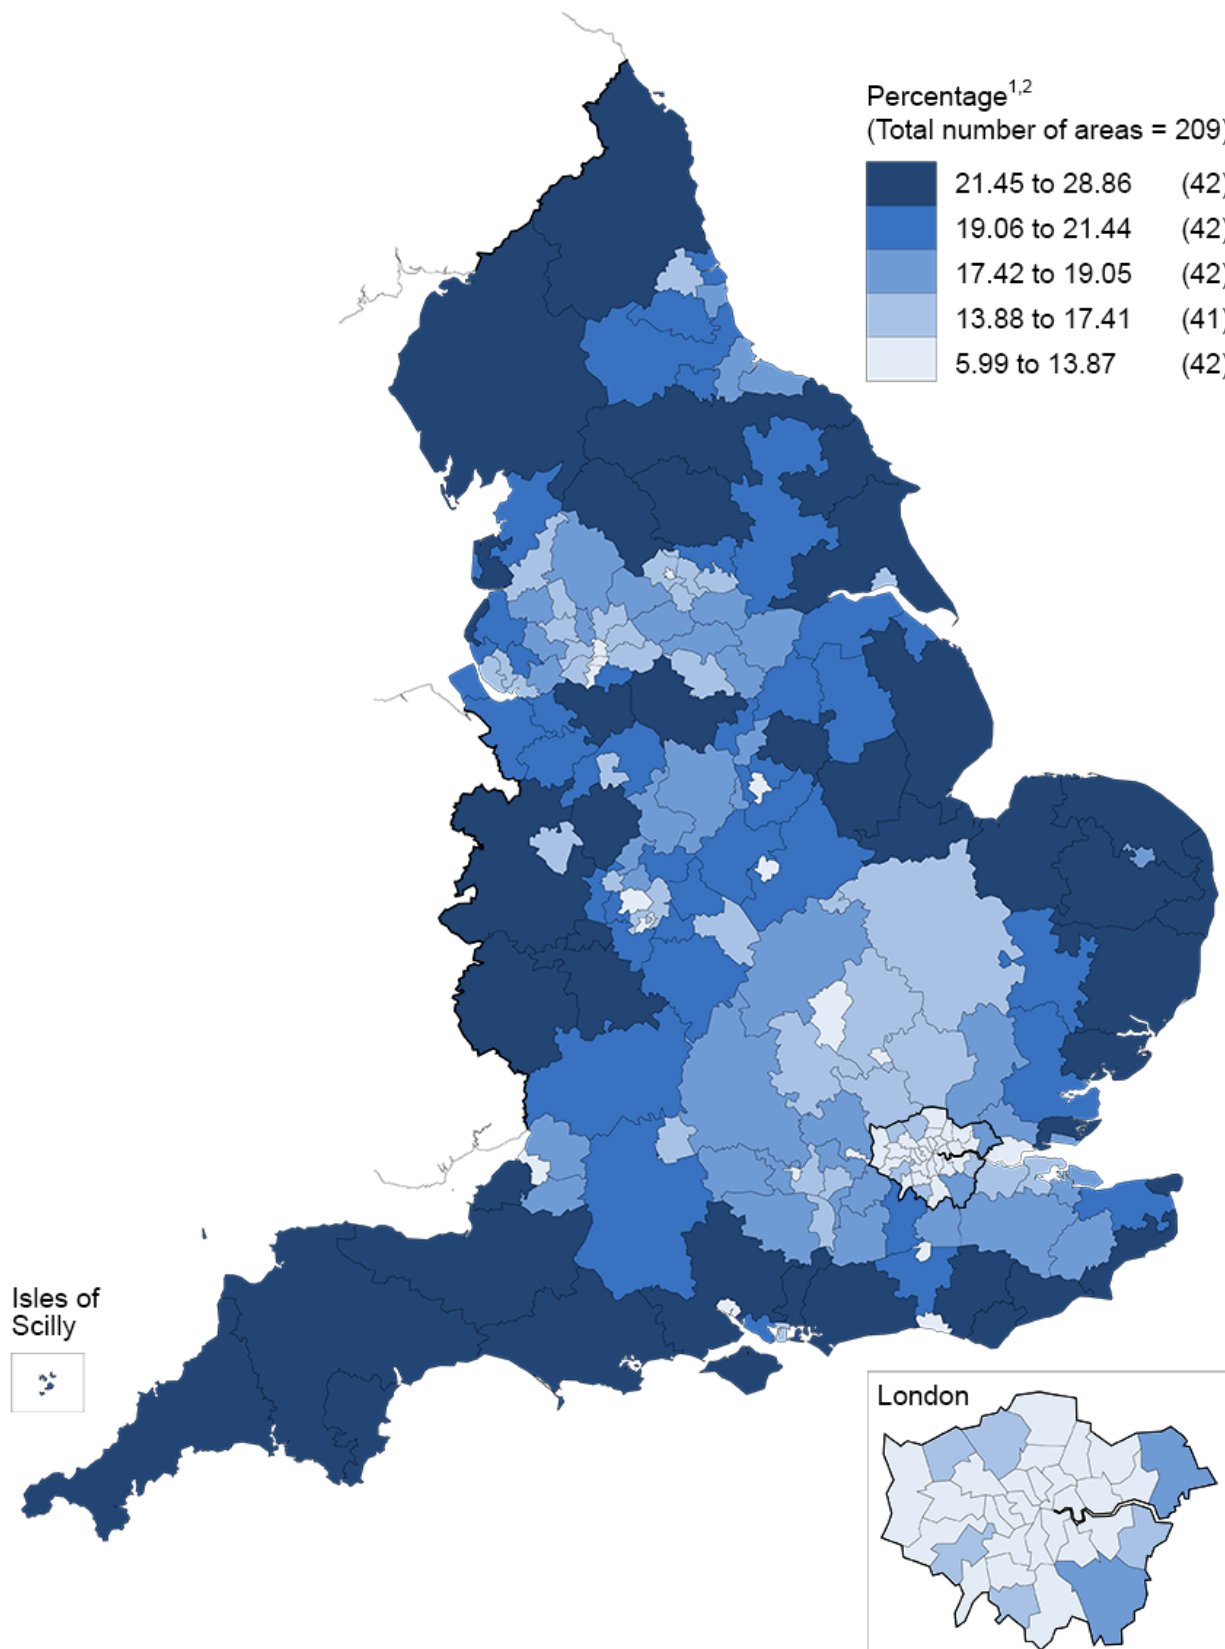 Percentage1,2
(Total number of areas = 209)
21.45 to 28.86 (42)
19.06 to 21.44 (42)
17.42 to 19.05 (42)
13.88 to 17.41 (41)
5.99 to 13.87 (42)
Isles of
Scilly
London